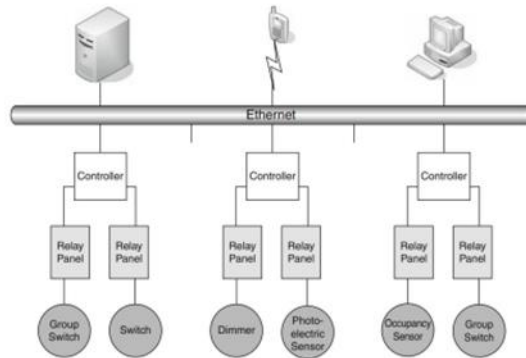 Ethernet
Controller
Controller
Controller
Relay
Panel
Relay
Panel
Relay
Panel
Relay
Panel
Relay
Panel
Relay
Panel
Group
Switch
Switch
Dimmer
Photo-
electric
Sensor
Occupancy
Sensor
Group
Switch